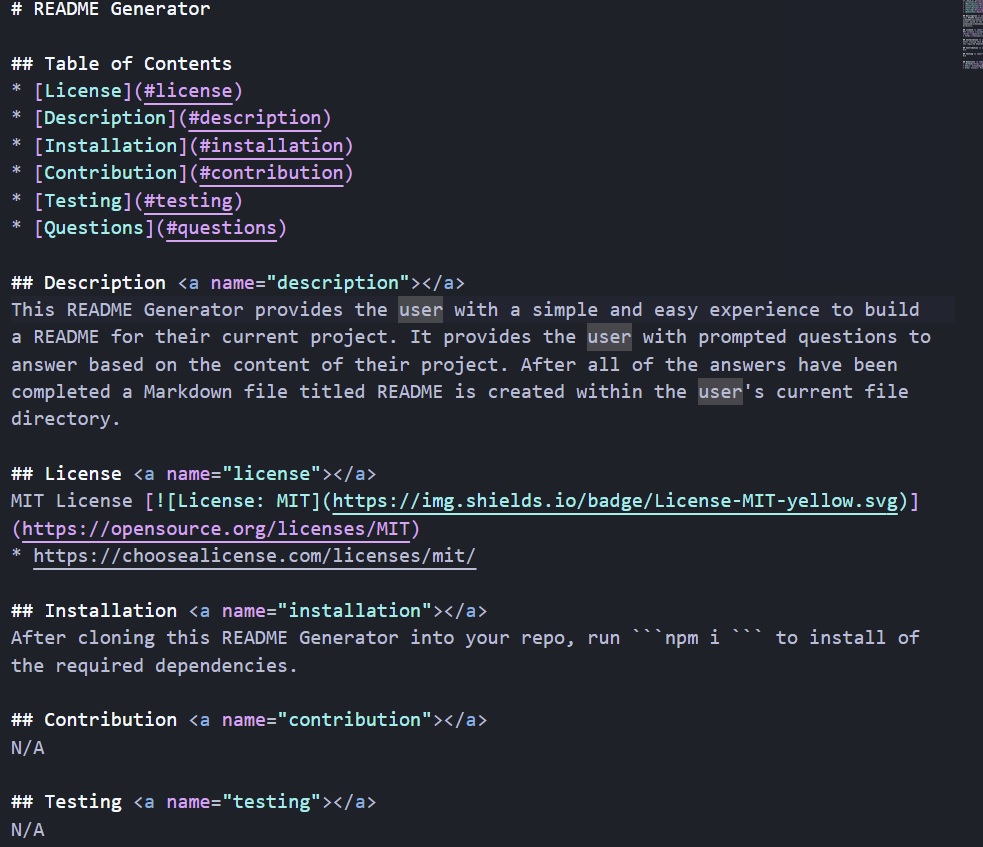 # README Generator
## Table of Contents
* [License](#license)
* [Description](#description)
* [Installation](#installation)
* [Contribution](#contribution)
* [Testing](#testing)
* [Questions](#questions)
## Description <a name="description"></a>
This README Generator provides the user with a simple and easy experience to build
a README for their current project. It provides the user with prompted questions to
answer based on the content of their project. After all of the answers have been
completed a Markdown file titled README is created within the user's current file
directory.
## License <a name="license"></a>
MIT License [![License: MIT](https://img.shields.io/badge/License-MIT-yellow.svg)]
(https://opensource.org/licenses/MIT)
* https://choosealicense.com/licenses/mit/
## Installation <a name="installation"></a>
After cloning this README Generator into your repo, run ```npm i ``` to install of
the required dependencies.
## Contribution <a name="contribution"></a>
N/A
## Testing <a name="testing"></a>
N/A